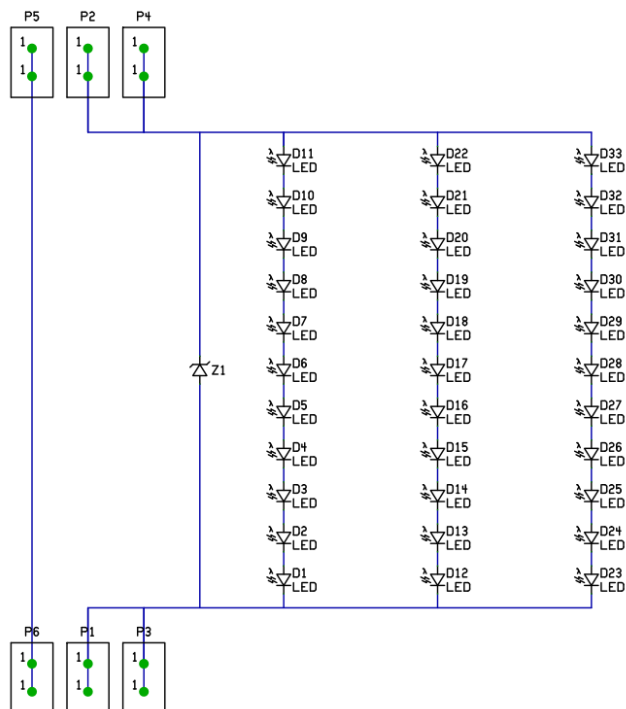 P5 P2 P4
1 1 1
1 1 1
D11 D22 D33
LED LED LED
D10 D21 D32
LED LED LED
D9 D20 D31
LED LED LED
D8 D19 D30
LED LED LED
D7 D18 D29
LED LED LED
Z1 D6 D17 D28
LED LED LED
D5 D16 D27
LED LED LED
D4 D15 D26
LED LED LED
D3 D14 D25
LED LED LED
D2 D13 D24
LED LED LED
D1 D12 D23
LED LED LED
P6 P1 P3
1 1 1
1 1 1